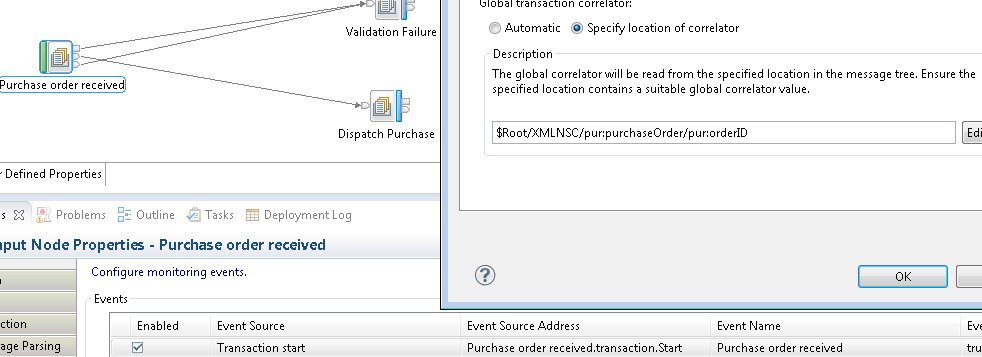 Global transaction correlator:
Automatic
Specify location of correlator
Validation Failure
Description
Purchase order received
The global correlator will be read from the specified location in the message tree. Ensure the
specified location contains a suitable global correlator value.
Dispatch Purchase
$Root/XMLNSC/pur:purchaseOrder/pur:orderID
Edi
r Defined Properties
s
Problems
Outline
Tasks
Deployment Log
nput Node Properties - Purchase order received
Configure monitoring events.
?
OK
Events
Enabled
Event Source
Event Source Address
Event Name
Eve
ction
age Parsing
Transaction start
Purchase order received.transaction.Start
Purchase order received
tru